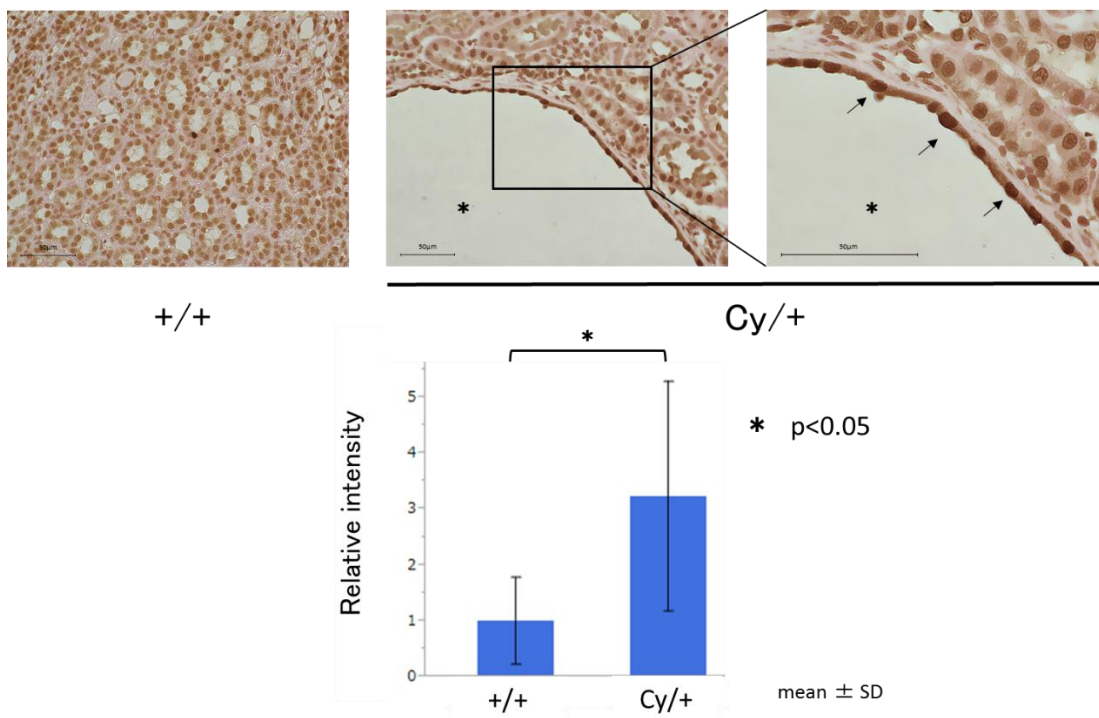 50μm
50μm
50μm
*
*
+/+
Cy/+
*
Relative intensity
5
4
3
2
1
0
+/+
Cy/+
* p<0.05
mean ± SD